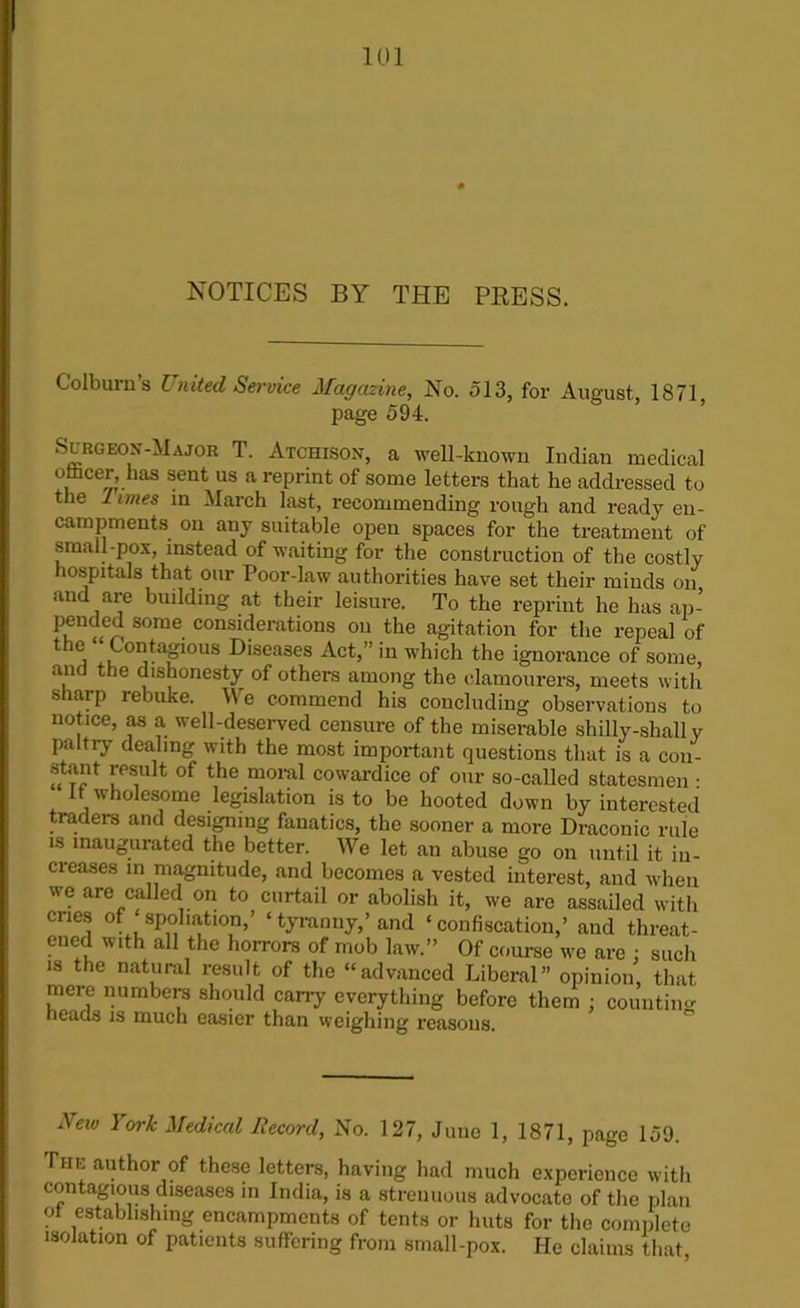 101
NOTICES BY THE PRESS.
Colburn's United Service Magazine, No. 513, for August, 1871,
page 594.
Surgeon-Major T. Atchison, a well-known Indian medical
officer, has sent us a reprint of some letters that he addressed to
the Times in March last, recommending rough and ready en-
campments on any suitable open spaces for the treatment of
small-pox, instead of waiting for the construction of the costly
hospitals that our Poor-law authorities have set their minds on,
and are building at their leisure. To the reprint he has ap-
pended some considerations on the agitation for the repeal of
the “Contagious Diseases Act,” in which the ignorance of some,
and the dishonesty of others among the clamourers, meets with
sharp rebuke. We commend his concluding observations to
notice, as a well-deserved censure of the miserable shilly-shally
paltry dealing with the most important questions that is a con-
stant result of the moral cowardice of our so-called statesmen :
“If wholesome legislation is to be hooted down by interested
traders and designing fanatics, the sooner a more Draconic rule
is inaugurated the better. We let an abuse go on until it in-
creases in magnitude, and becomes a vested interest, and when
we are called on to curtail or abolish it, we are assailed with
cries of ‘spoliation,’ ‘tyranny,’ and ‘confiscation,’ and threat-
ened with all the horrors of mob law.” Of course we are ; such
is the natural result of the “advanced Liberal” opinion, that
mere numbers should carry everything before them ; counting
heads is much easier than weighing reasons.
New York Medical Record, No. 127, June 1, 1871, page 159.
The author of these letters, having had much experience with
contagious diseases in India, is a strenuous advocate of the plan
of establishing encampments of tents or huts for the complete
isolation of patients suffering from small-pox. He claims that,